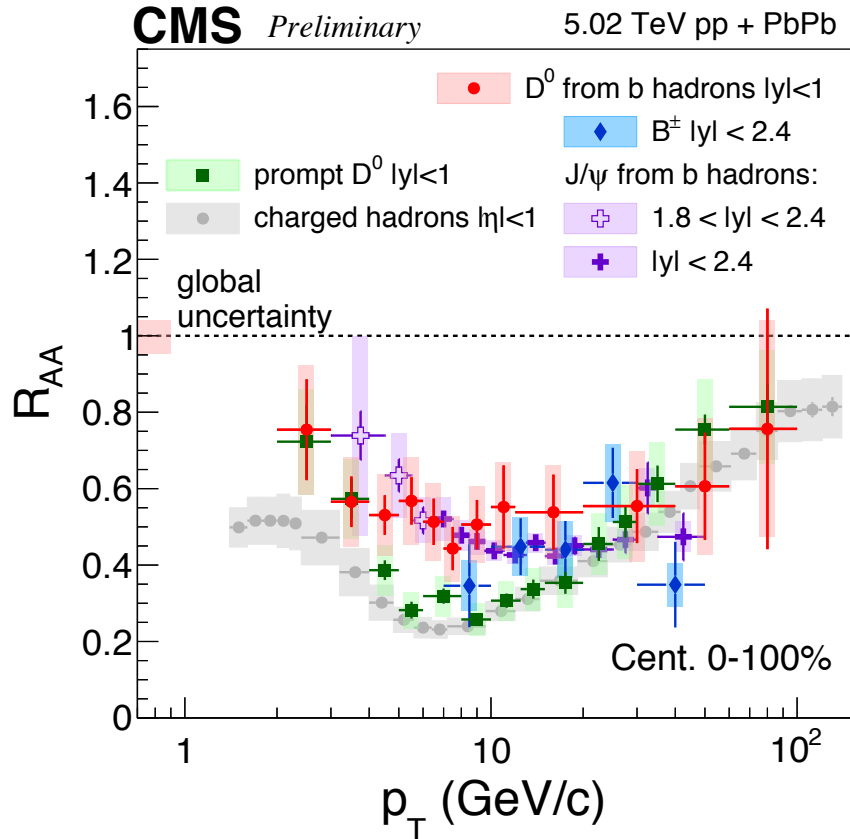 CMS Preliminary 5.02 TeV pp + PbPb
D⁰ from b hadrons |y|<1
B± |y| < 2.4
J/ψ from b hadrons:
1.8 < |y| < 2.4
|y| < 2.4
prompt D⁰ |y|<1
charged hadrons |η|<1
global
uncertainty
Cent. 0-100%
R_AA
1.6
1.4
1.2
1
0.8
0.6
0.4
0.2
0
1 10 10²
p_T (GeV/c)